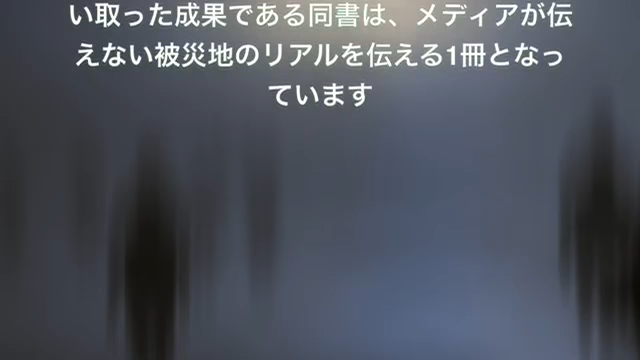 い取った成果である同書は、メディアが伝
えない被災地のリアルを伝える1冊となっ
ています